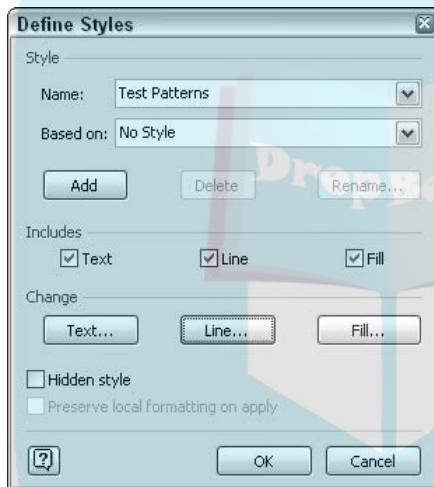 Define Styles
Style
Name: Test Patterns
Based on: No Style
Add Delete Rename...
Includes
Text Line Fill
Change
Text... Line... Fill...
Hidden style
Preserve local formatting on apply
OK Cancel